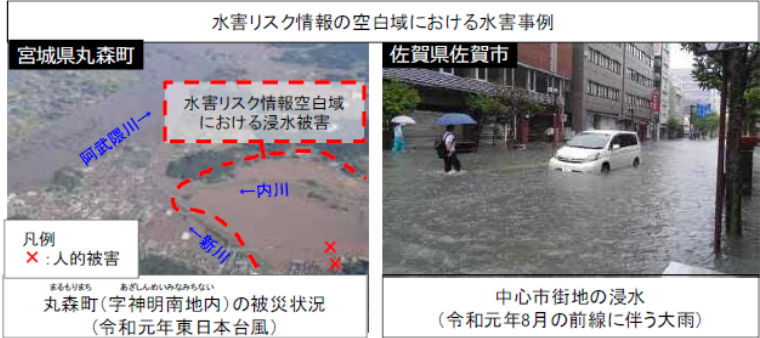 水害リスク情報の空白域における水害事例
宮城県丸森町
水害リスク情報空白域
における浸水被害
阿武隈川→
←内川
←新川
凡例
×:人的被害
まるもりまち あざしんめいみなみちない
丸森町(字神明南地内)の被災状況
(令和元年東日本台風)
佐賀県佐賀市
中心市街地の浸水
(令和元年8月の前線に伴う大雨)